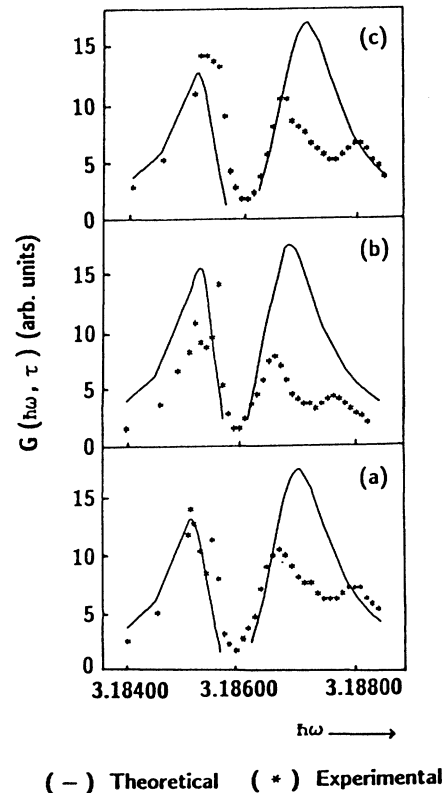 (c)
15
10
5
0
(b)
15
10
5
0
(a)
15
10
5
0
G (ħω, τ) (arb. units)
3.18400 3.18600 3.18800
ħω
( — ) Theoretical ( * ) Experimental